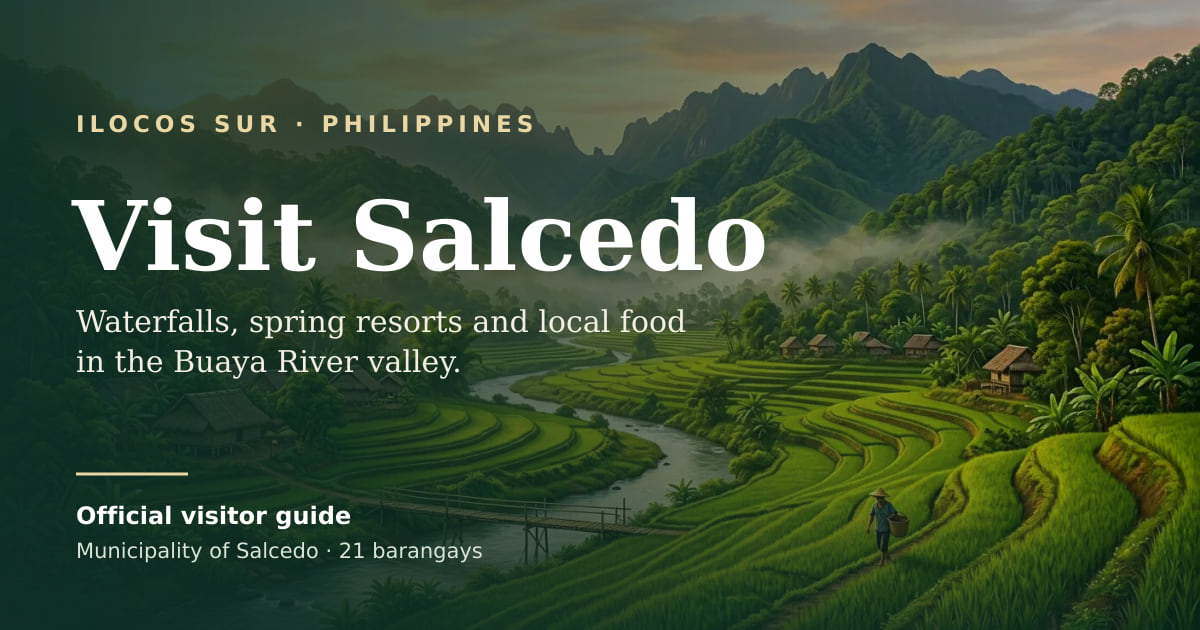 ILOCOS SUR · PHILIPPINES
Visit Salcedo
Waterfalls, spring resorts and local food
in the Buaya River valley.
Official visitor guide
Municipality of Salcedo · 21 barangays